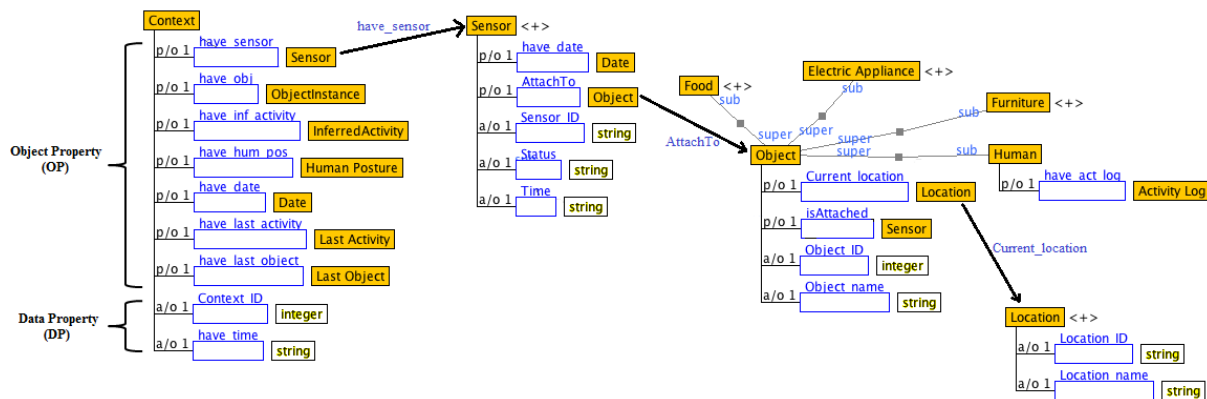 Context
p/o 1 have_sensor Sensor
p/o 1 have_obj ObjectInstance
p/o 1 have_inf_activity InferredActivity
p/o 1 have_hum_pos Human Posture
p/o 1 have_date Date
p/o 1 have_last_activity Last Activity
p/o 1 have_last_object Last Object
a/o 1 Context_ID integer
a/o 1 have_time string
Object Property
(OP)
Data Property
(DP)
have_sensor
Sensor <+>
p/o 1 have_date Date
p/o 1 AttachTo Object
a/o 1 Sensor_ID string
a/o 1 Status string
a/o 1 Time string
AttachTo
Food <+>
sub
Electric Appliance <+>
sub
Furniture <+>
sub
Human
sub
p/o 1 have_act_log Activity Log
super
super
super
super
Object
p/o 1 Current_location Location
p/o 1 isAttached Sensor
a/o 1 Object_ID integer
a/o 1 Object_name string
Current_location
Location <+>
a/o 1 Location_ID string
a/o 1 Location_name string